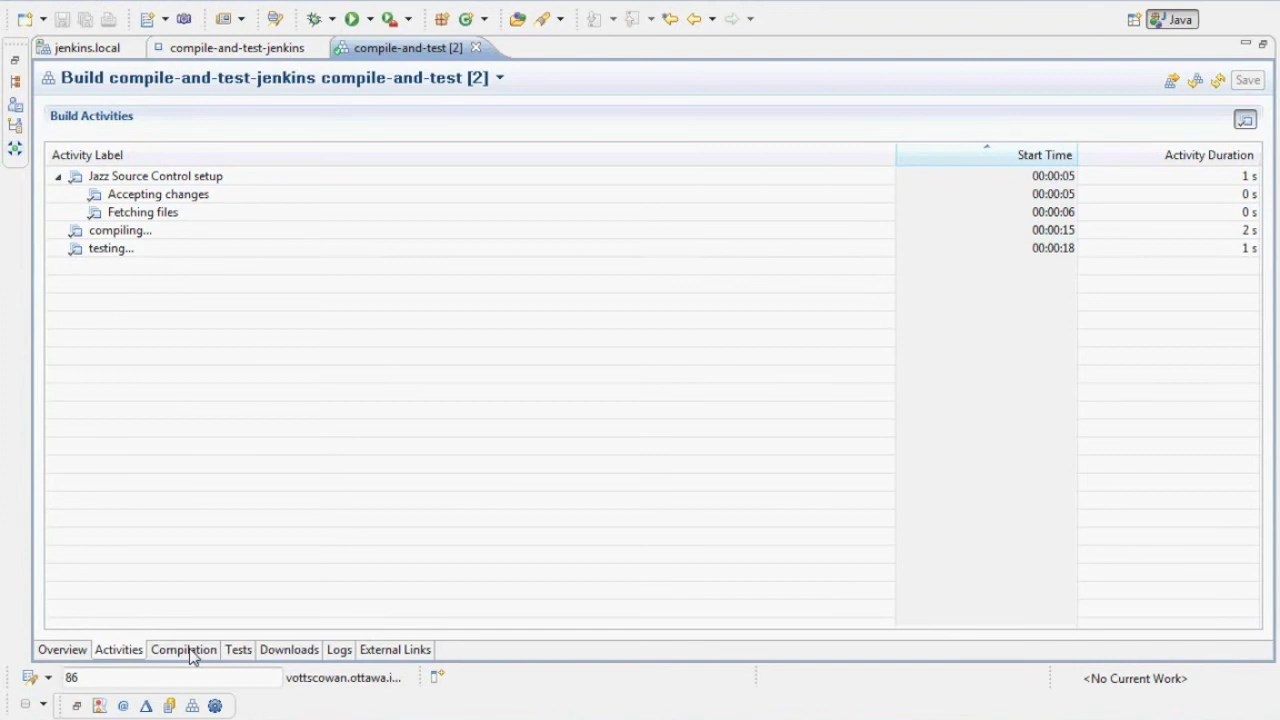 Java
jenkins.local compile-and-test-jenkins compile-and-test [2]
Build compile-and-test-jenkins compile-and-test [2] Save
Build Activities
Activity Label Start Time Activity Duration
Jazz Source Control setup 00:00:05 1 s
Accepting changes 00:00:05 0 s
Fetching files 00:00:06 0 s
compiling... 00:00:15 2 s
testing... 00:00:18 1 s
Overview Activities Compilation Tests Downloads Logs External Links
86 vottscowan.ottawa.i... <No Current Work>